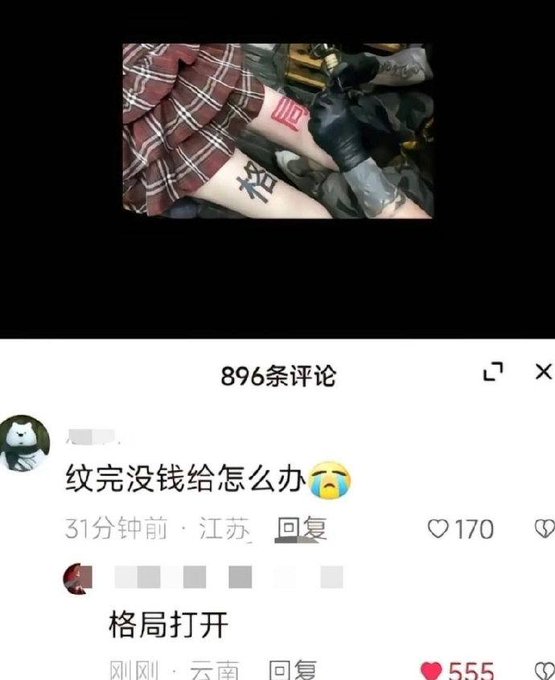 局
格
896条评论
纹完没钱给怎么办😭
31分钟前 · 江苏 回复 170
格局打开
刚刚 · 云南 回复 555